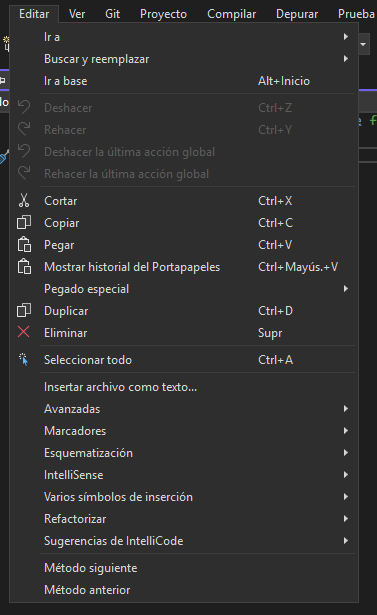 Editar Ver Git Proyecto Compilar Depurar Prueba
Ir a
Buscar y reemplazar
Ir a base Alt+Inicio
Deshacer Ctrl+Z
Rehacer Ctrl+Y
Deshacer la última acción global
Rehacer la última acción global
Cortar Ctrl+X
Copiar Ctrl+C
Pegar Ctrl+V
Mostrar historial del Portapapeles Ctrl+Mayús.+V
Pegado especial
Duplicar Ctrl+D
Eliminar Supr
Seleccionar todo Ctrl+A
Insertar archivo como texto...
Avanzadas
Marcadores
Esquematización
IntelliSense
Varios símbolos de inserción
Refactorizar
Sugerencias de IntelliCode
Método siguiente
Método anterior